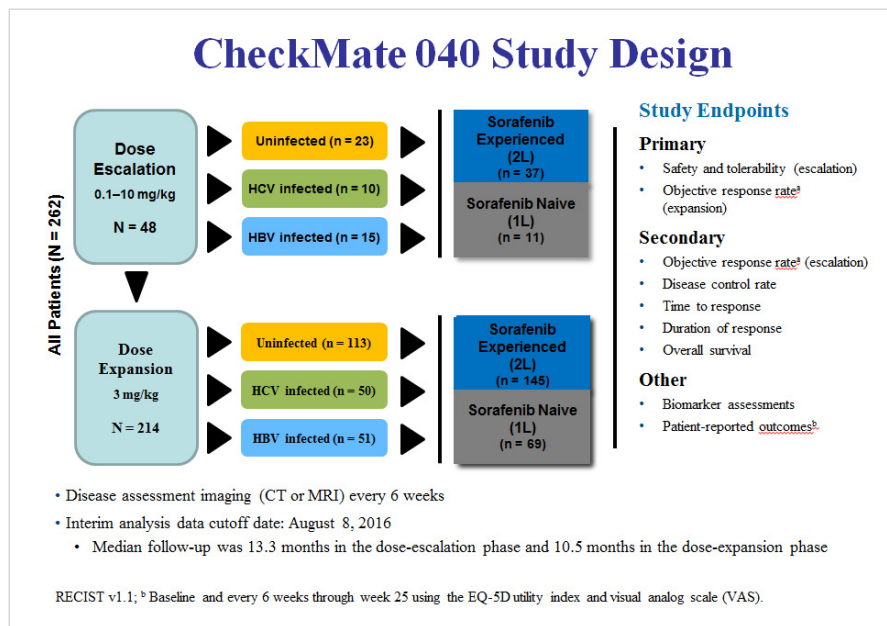 CheckMate 040 Study Design
All Patients (N = 262)
Dose
Escalation
0.1–10 mg/kg
N = 48
Uninfected (n = 23)
HCV infected (n = 10)
HBV infected (n = 15)
Sorafenib
Experienced
(2L)
(n = 37)
Sorafenib Naive
(1L)
(n = 11)
Dose
Expansion
3 mg/kg
N = 214
Uninfected (n = 113)
HCV infected (n = 50)
HBV infected (n = 51)
Sorafenib
Experienced
(2L)
(n = 145)
Sorafenib Naive
(1L)
(n = 69)
Study Endpoints
Primary
• Safety and tolerability (escalation)
• Objective response rateᵃ
(expansion)
Secondary
• Objective response rateᵃ (escalation)
• Disease control rate
• Time to response
• Duration of response
• Overall survival
Other
• Biomarker assessments
• Patient-reported outcomesᵇ
• Disease assessment imaging (CT or MRI) every 6 weeks
• Interim analysis data cutoff date: August 8, 2016
• Median follow-up was 13.3 months in the dose-escalation phase and 10.5 months in the dose-expansion phase
RECIST v1.1; ᵇ Baseline and every 6 weeks through week 25 using the EQ-5D utility index and visual analog scale (VAS).